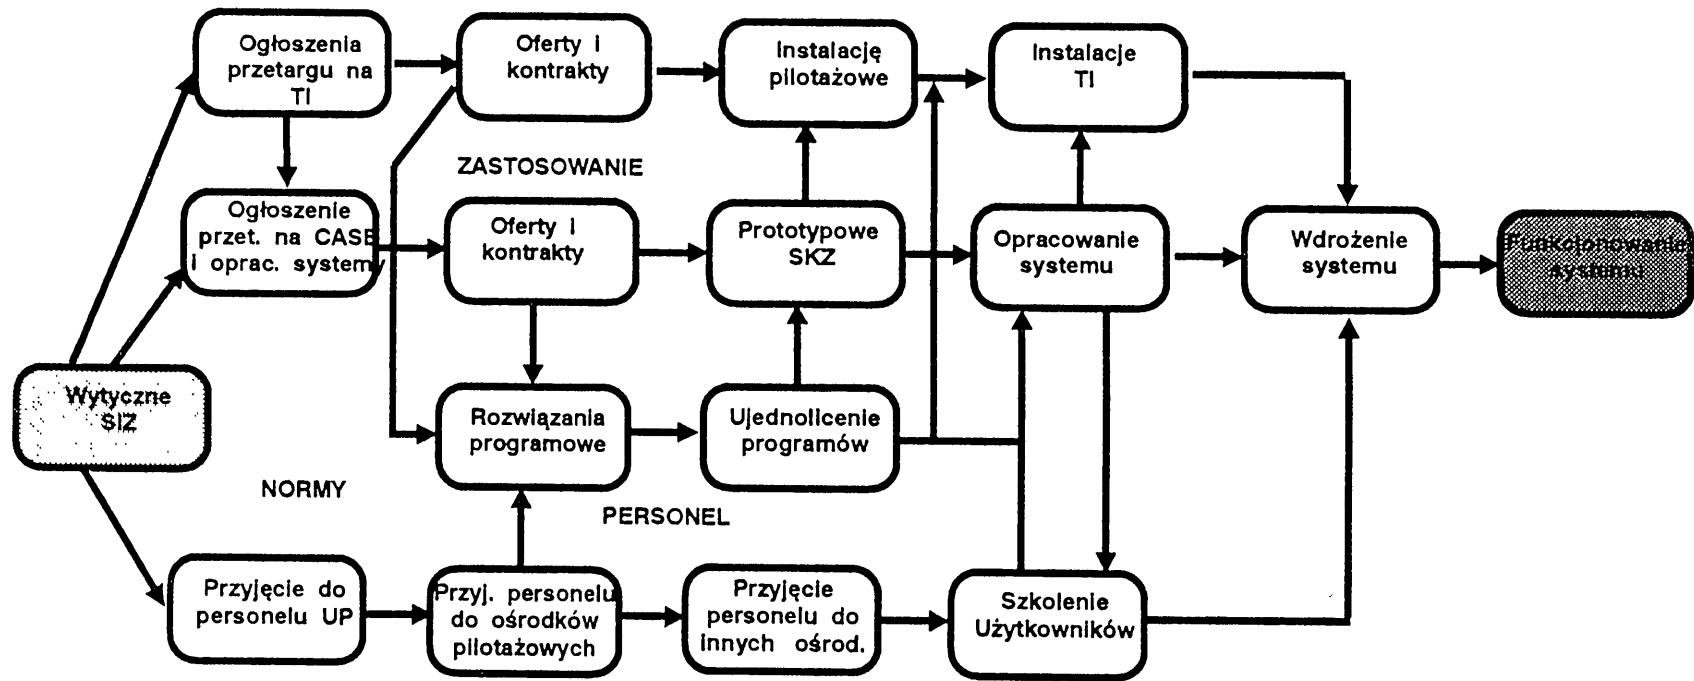 Ogłoszenia
przetargu na
TI
Oferty i
kontrakty
Instalację
pilotażowe
Instalacje
TI
ZASTOSOWANIE
Ogłoszenie
przet. na CASE
i oprac. systemy
Oferty i
kontrakty
Prototypowe
SKZ
Opracowanie
systemu
Wdrożenie
systemu
Funkcjonowanie
systemu
Wytyczne
SIZ
Rozwiązania
programowe
Ujednolicenie
programów
NORMY
PERSONEL
Przyjęcie do
personelu UP
Przyj. personelu
do ośrodków
pilotażowych
Przyjęcie
personelu do
innych ośrod.
Szkolenie
Użytkowników